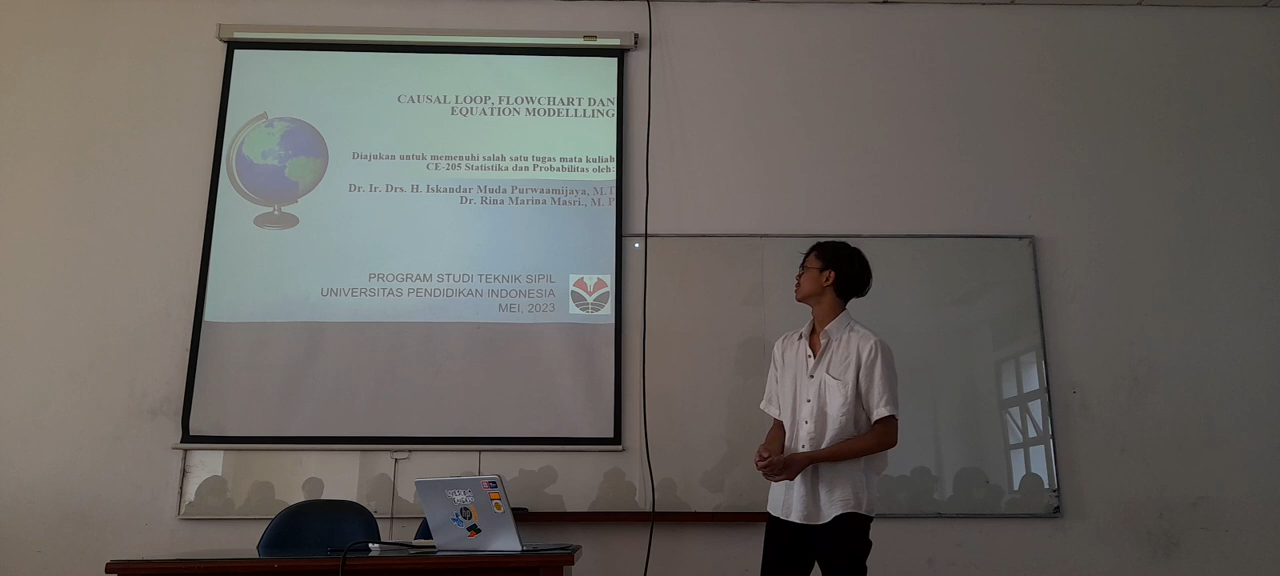 CAUSAL LOOP, FLOWCHART DAN
EQUATION MODELLLING
Diajukan untuk memenuhi salah satu tugas mata kuliah
CE-205 Statistika dan Probabilitas oleh:
Dr. Ir. Drs. H. Iskandar Muda Purwaamijaya, M.T
Dr. Rina Marina Masri., M. P
PROGRAM STUDI TEKNIK SIPIL
UNIVERSITAS PENDIDIKAN INDONESIA
MEI, 2023